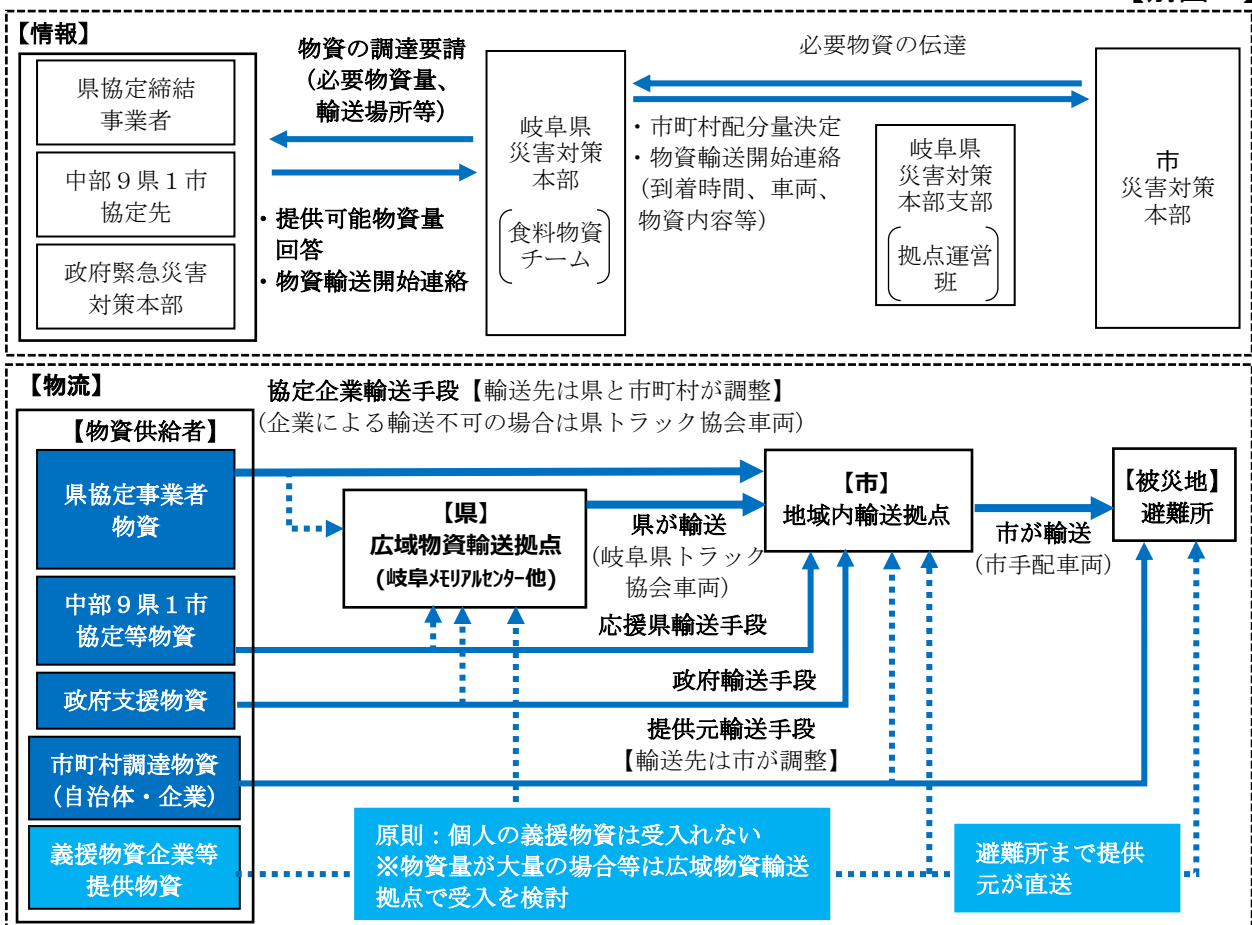 【情報】
県協定締結
事業者
中部９県１市
協定先
政府緊急災害
対策本部
物資の調達要請
(必要物資量、
輸送場所等)
・提供可能物資量
回答
・物資輸送開始連絡
岐阜県
災害対策
本部
食料物資
チーム
必要物資の伝達
・市町村配分量決定
・物資輸送開始連絡
(到着時間、車両、
物資内容等)
岐阜県
災害対策
本部支部
拠点運営
班
市
災害対策
本部
【物流】
協定企業輸送手段【輸送先は県と市町村が調整】
(企業による輸送不可の場合は県トラック協会車両)
【物資供給者】
県協定事業者
物資
中部９県１市
協定等物資
政府支援物資
市町村調達物資
(自治体・企業)
義援物資企業等
提供物資
【県】
広域物資輸送拠点
(岐阜ﾒﾓﾘｱﾙｾﾝﾀｰ他)
県が輸送
(岐阜県トラック
協会車両)
【市】
地域内輸送拠点
市が輸送
(市手配車両)
【被災地】
避難所
応援県輸送手段
政府輸送手段
提供元輸送手段
【輸送先は市が調整】
原則：個人の義援物資は受入れない
※物資量が大量の場合等は広域物資輸送
拠点で受入を検討
避難所まで提供
元が直送